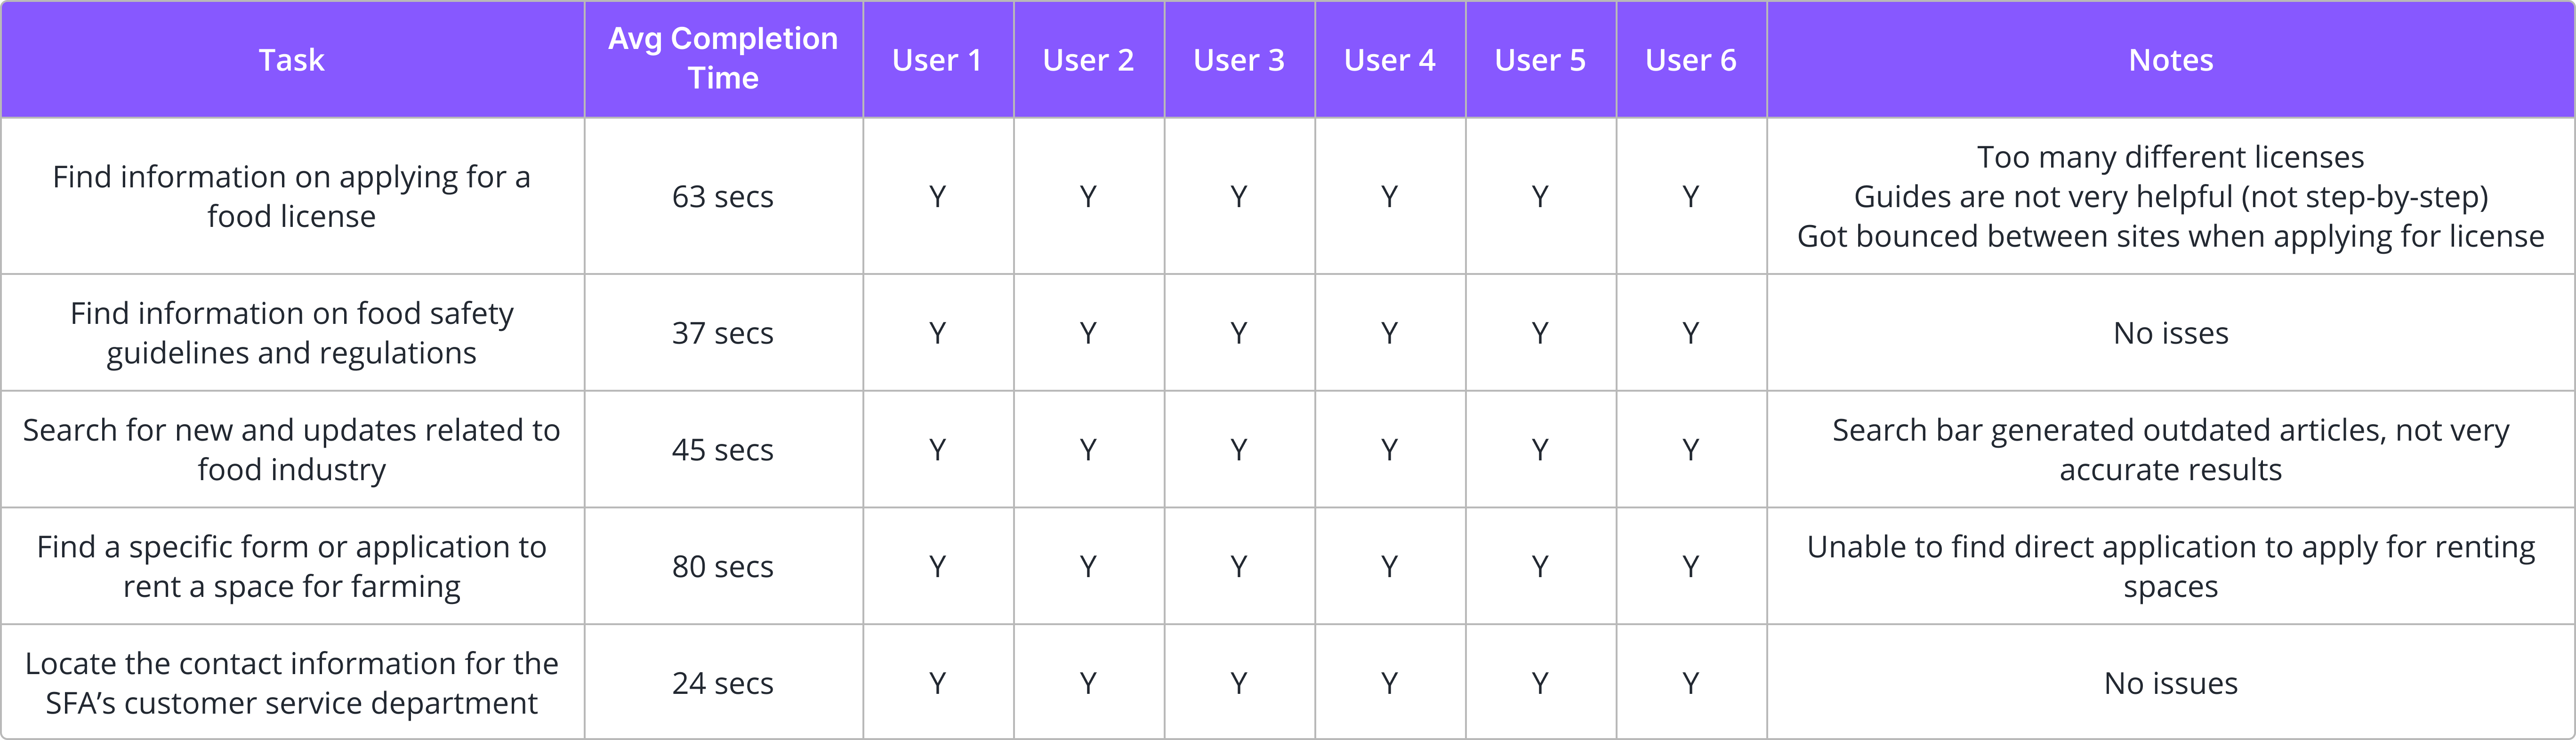 Task
Avg Completion
Time
User 1
User 2
User 3
User 4
User 5
User 6
Notes
Find information on applying for a
food license
63 secs
Y
Y
Y
Y
Y
Y
Too many different licenses
Guides are not very helpful (not step-by-step)
Got bounced between sites when applying for license
Find information on food safety
guidelines and regulations
37 secs
Y
Y
Y
Y
Y
Y
No isses
Search for new and updates related to
food industry
45 secs
Y
Y
Y
Y
Y
Y
Search bar generated outdated articles, not very
accurate results
Find a specific form or application to
rent a space for farming
80 secs
Y
Y
Y
Y
Y
Y
Unable to find direct application to apply for renting
spaces
Locate the contact information for the
SFA’s customer service department
24 secs
Y
Y
Y
Y
Y
Y
No issues